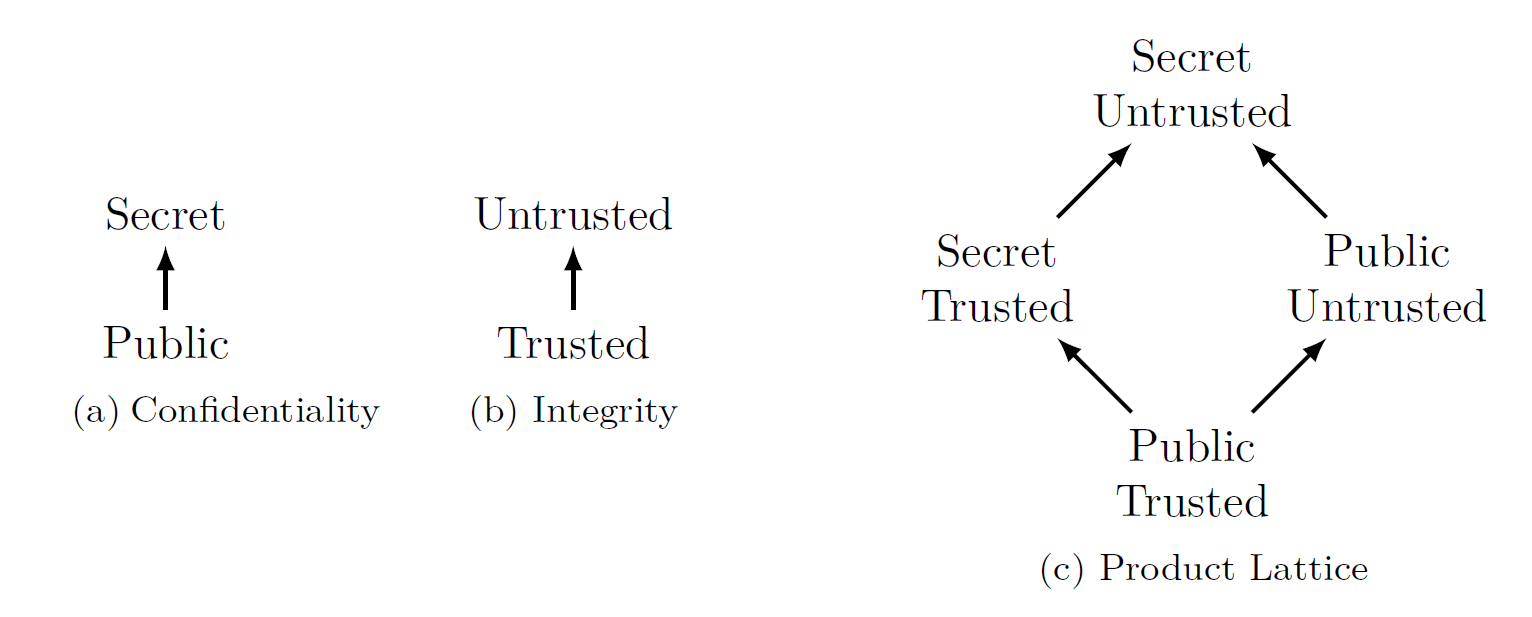 Secret
Public
(a) Confidentiality
Untrusted
Trusted
(b) Integrity
Secret
Untrusted
Secret
Trusted
Public
Untrusted
Public
Trusted
(c) Product Lattice